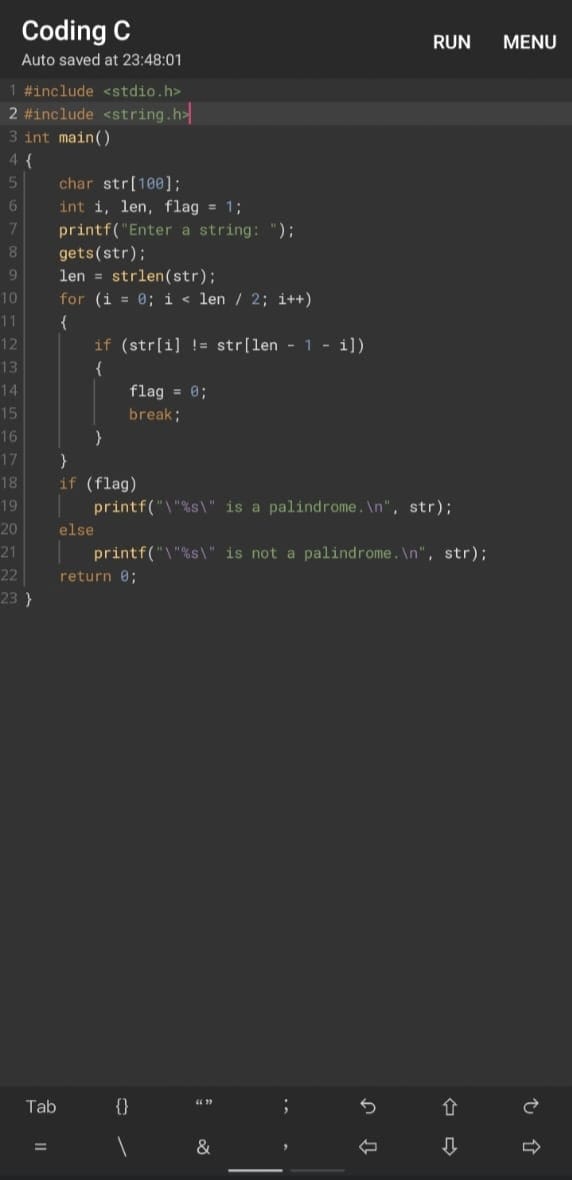 Coding C
Auto saved at 23:48:01
RUN MENU
1 #include <stdio.h>
2 #include <string.h>
3 int main()
4 {
5 char str[100];
6 int i, len, flag = 1;
7 printf("Enter a string: ");
8 gets(str);
9 len = strlen(str);
10 for (i = 0; i < len / 2; i++)
11 {
12 if (str[i] != str[len - 1 - i])
13 {
14 flag = 0;
15 break;
16 }
17 }
18 if (flag)
19 printf("\"%s\" is a palindrome.\n", str);
20 else
21 printf("\"%s\" is not a palindrome.\n", str);
22 return 0;
23 }
Tab {} “” ;
= \ & ,